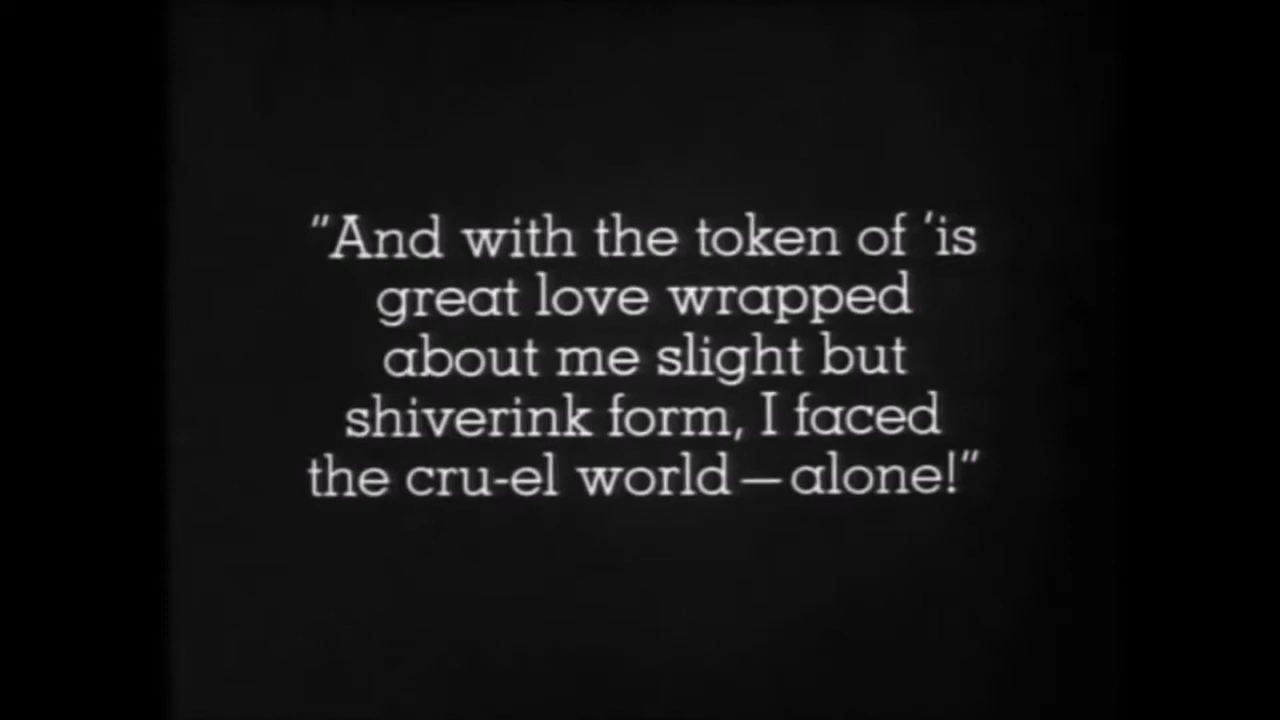 "And with the token of 'is
great love wrapped
about me slight but
shiverink form, I faced
the cru-el world—alone!"